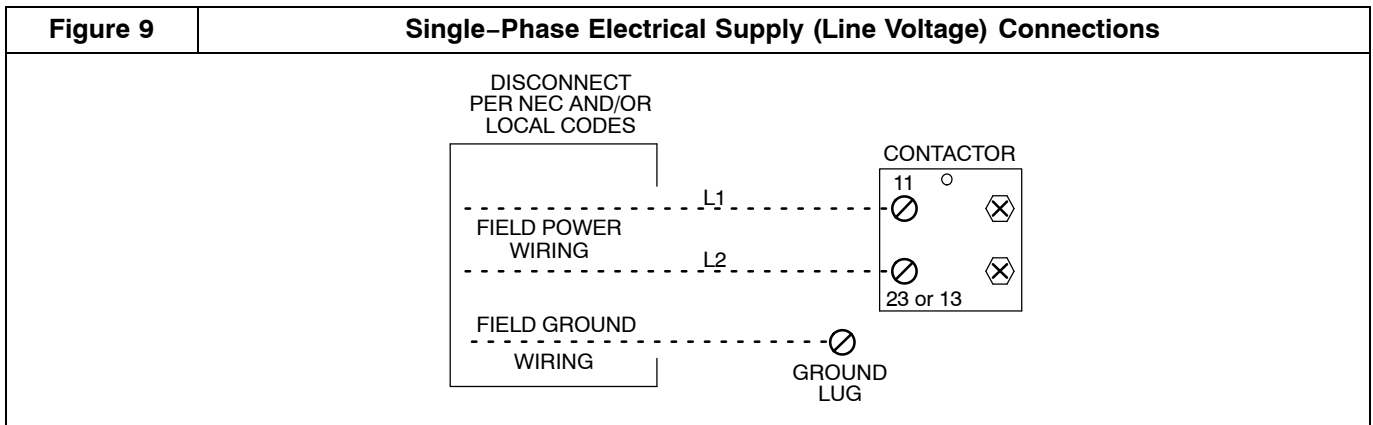 Figure 9
Single−Phase Electrical Supply (Line Voltage) Connections
DISCONNECT
PER NEC AND/OR
LOCAL CODES
CONTACTOR
11
L1
FIELD POWER
WIRING
L2
23 or 13
FIELD GROUND
WIRING
GROUND
LUG